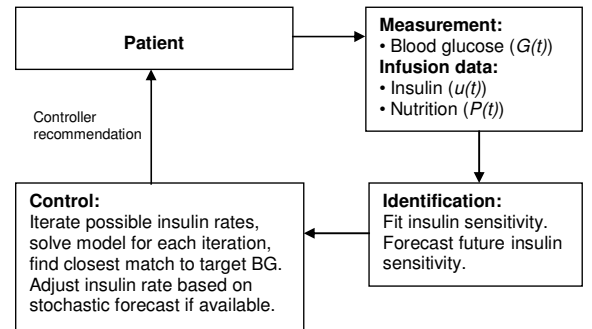 Patient
Measurement:
• Blood glucose (G(t))
Infusion data:
• Insulin (u(t))
• Nutrition (P(t))
Controller
recommendation
Control:
Iterate possible insulin rates,
solve model for each iteration,
find closest match to target BG.
Adjust insulin rate based on
stochastic forecast if available.
Identification:
Fit insulin sensitivity.
Forecast future insulin
sensitivity.